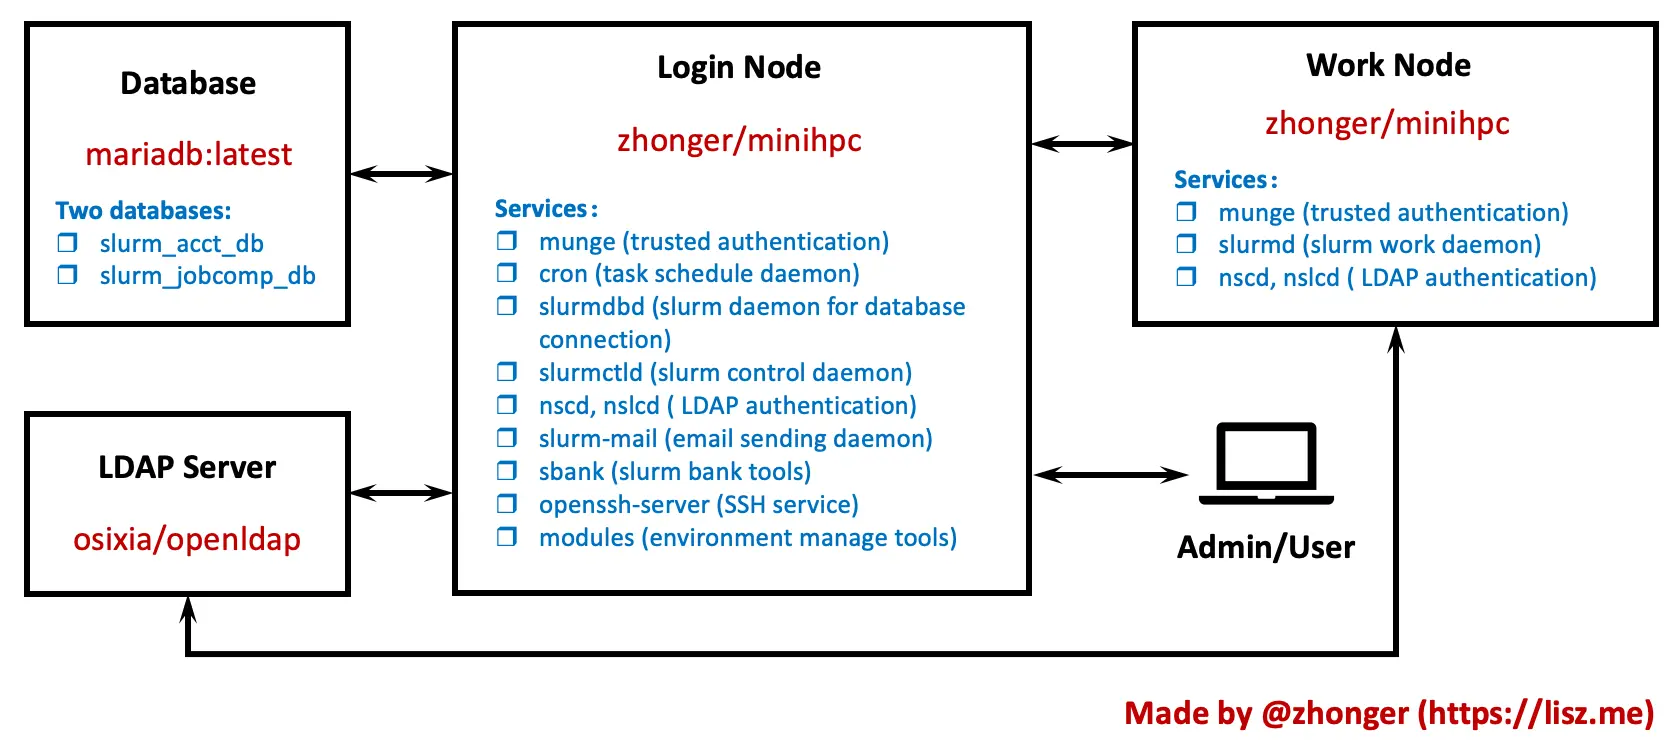 Database
mariadb:latest
Two databases:
slurm_acct_db
slurm_jobcomp_db
LDAP Server
osixia/openldap
Login Node
zhonger/minihpc
Services:
munge (trusted authentication)
cron (task schedule daemon)
slurmdbd (slurm daemon for database
connection)
slurmctld (slurm control daemon)
nscd, nslcd ( LDAP authentication)
slurm-mail (email sending daemon)
sbank (slurm bank tools)
openssh-server (SSH service)
modules (environment manage tools)
Work Node
zhonger/minihpc
Services:
munge (trusted authentication)
slurmd (slurm work daemon)
nscd, nslcd ( LDAP authentication)
Admin/User
Made by @zhonger (https://lisz.me)